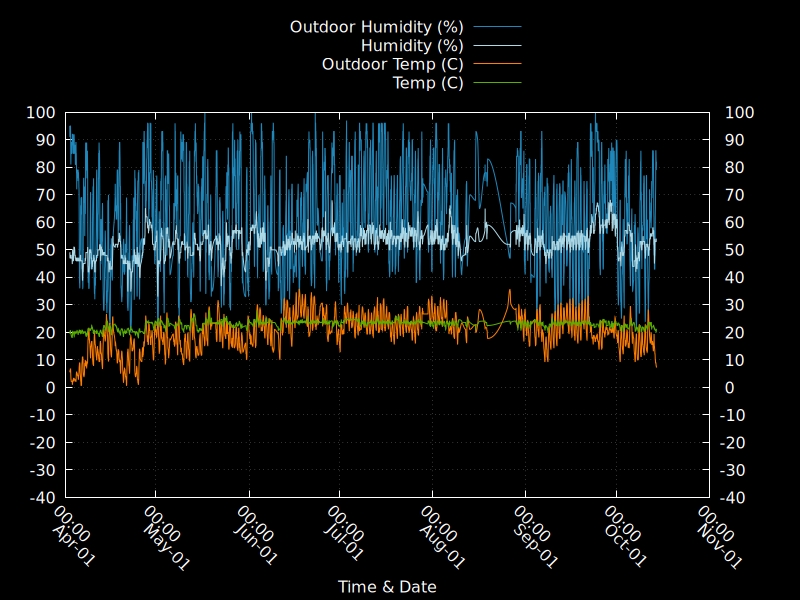 Outdoor Humidity (%)
Humidity (%)
Outdoor Temp (C)
Temp (C)
100 100
90 90
80 80
70 70
60 60
50 50
40 40
30 30
20 20
10 10
0 0
-10 -10
-20 -20
-30 -30
-40 -40
00:00
Apr-01
00:00
May-01
00:00
Jun-01
00:00
Jul-01
00:00
Aug-01
00:00
Sep-01
00:00
Oct-01
00:00
Nov-01
Time & Date